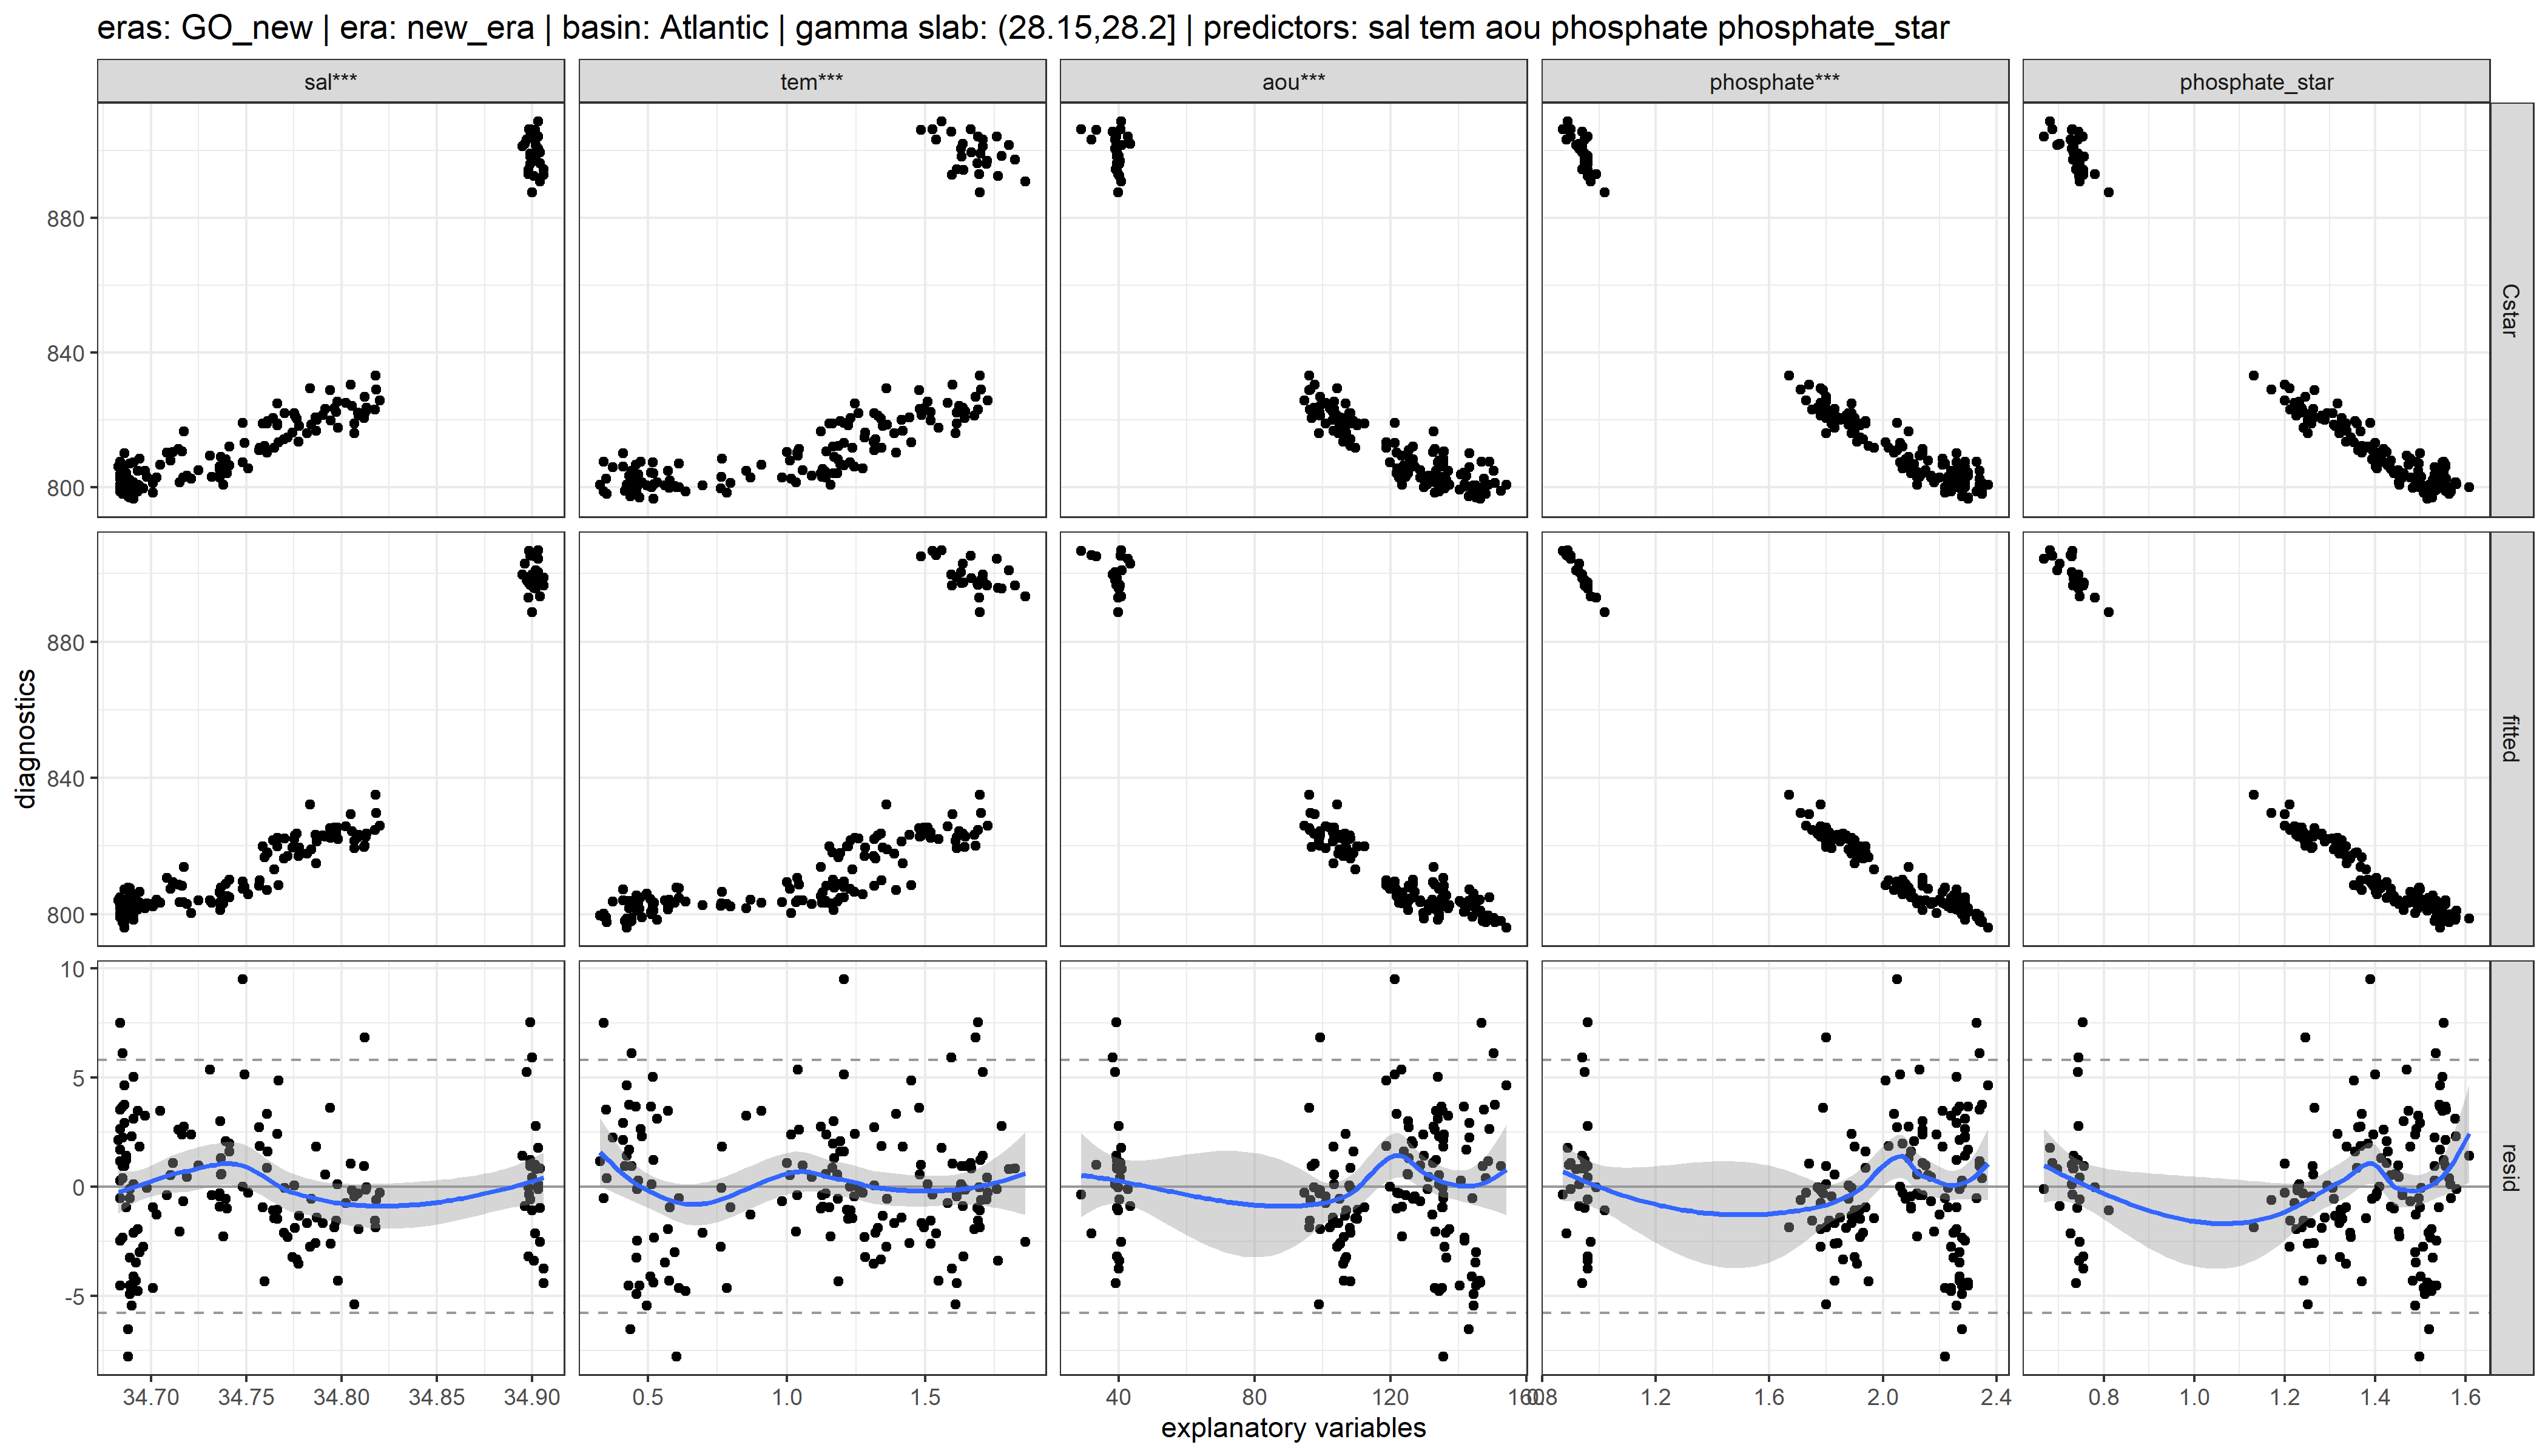 eras: GO_new | era: new_era | basin: Atlantic | gamma slab: (28.15,28.2] | predictors: sal tem aou phosphate phosphate_star
sal*** tem*** aou*** phosphate*** phosphate_star
880
840
800
Cstar
880
840
800
fitted
diagnostics
10
5
0
-5
resid
34.70 34.75 34.80 34.85 34.90 0.5 1.0 1.5 40 80 120 160 0.8 1.2 1.6 2.0 2.4 0.8 1.0 1.2 1.4 1.6
explanatory variables